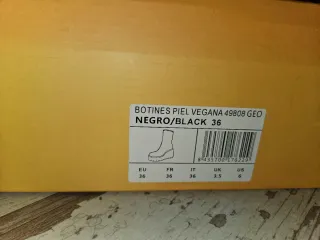 BOTINES PIEL VEGANA 49808 GEO
NEGRO/BLACK 36
EU FR IT UK US
36 36 36 3.5 6